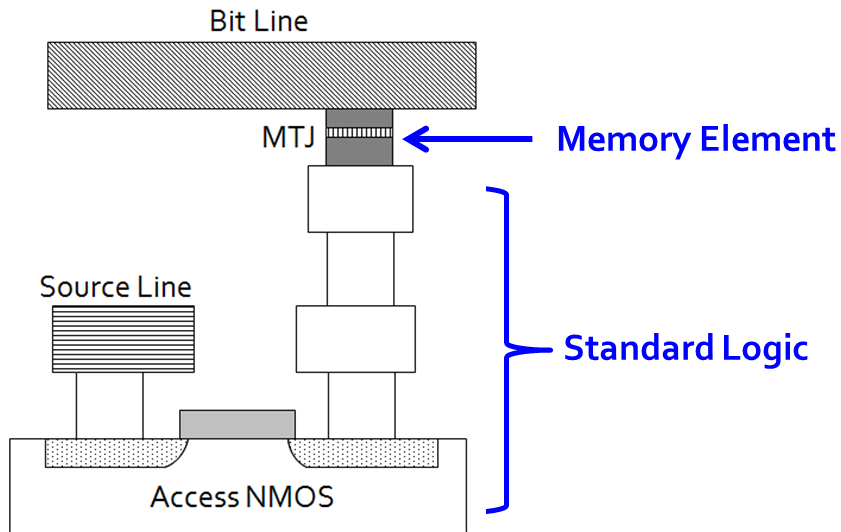 Bit Line
MTJ
Memory Element
Source Line
Standard Logic
Access NMOS